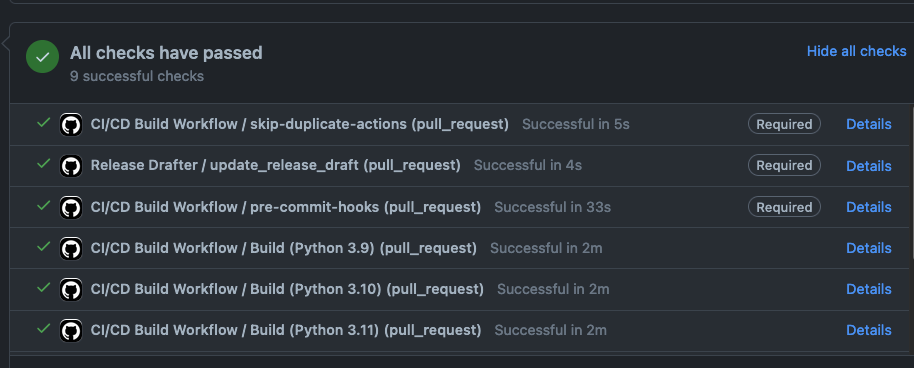 All checks have passed
Hide all checks
9 successful checks
CI/CD Build Workflow / skip-duplicate-actions (pull_request) Successful in 5s Required Details
Release Drafter / update_release_draft (pull_request) Successful in 4s Required Details
CI/CD Build Workflow / pre-commit-hooks (pull_request) Successful in 33s Required Details
CI/CD Build Workflow / Build (Python 3.9) (pull_request) Successful in 2m Details
CI/CD Build Workflow / Build (Python 3.10) (pull_request) Successful in 2m Details
CI/CD Build Workflow / Build (Python 3.11) (pull_request) Successful in 2m Details